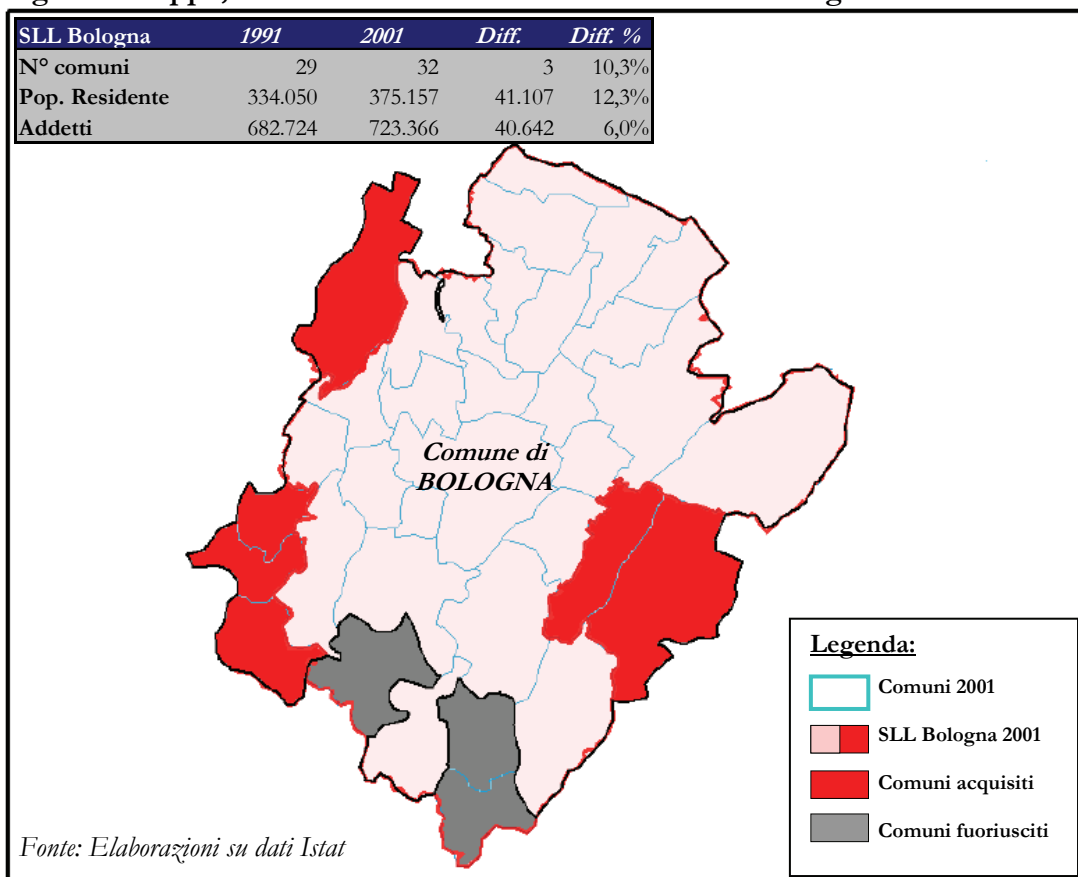 SLL Bologna 1991 2001 Diff. Diff. %
N° comuni 29 32 3 10,3%
Pop. Residente 334.050 375.157 41.107 12,3%
Addetti 682.724 723.366 40.642 6,0%
Comune di
BOLOGNA
Legenda:
Comuni 2001
SLL Bologna 2001
Comuni acquisiti
Comuni fuoriusciti
Fonte: Elaborazioni su dati Istat